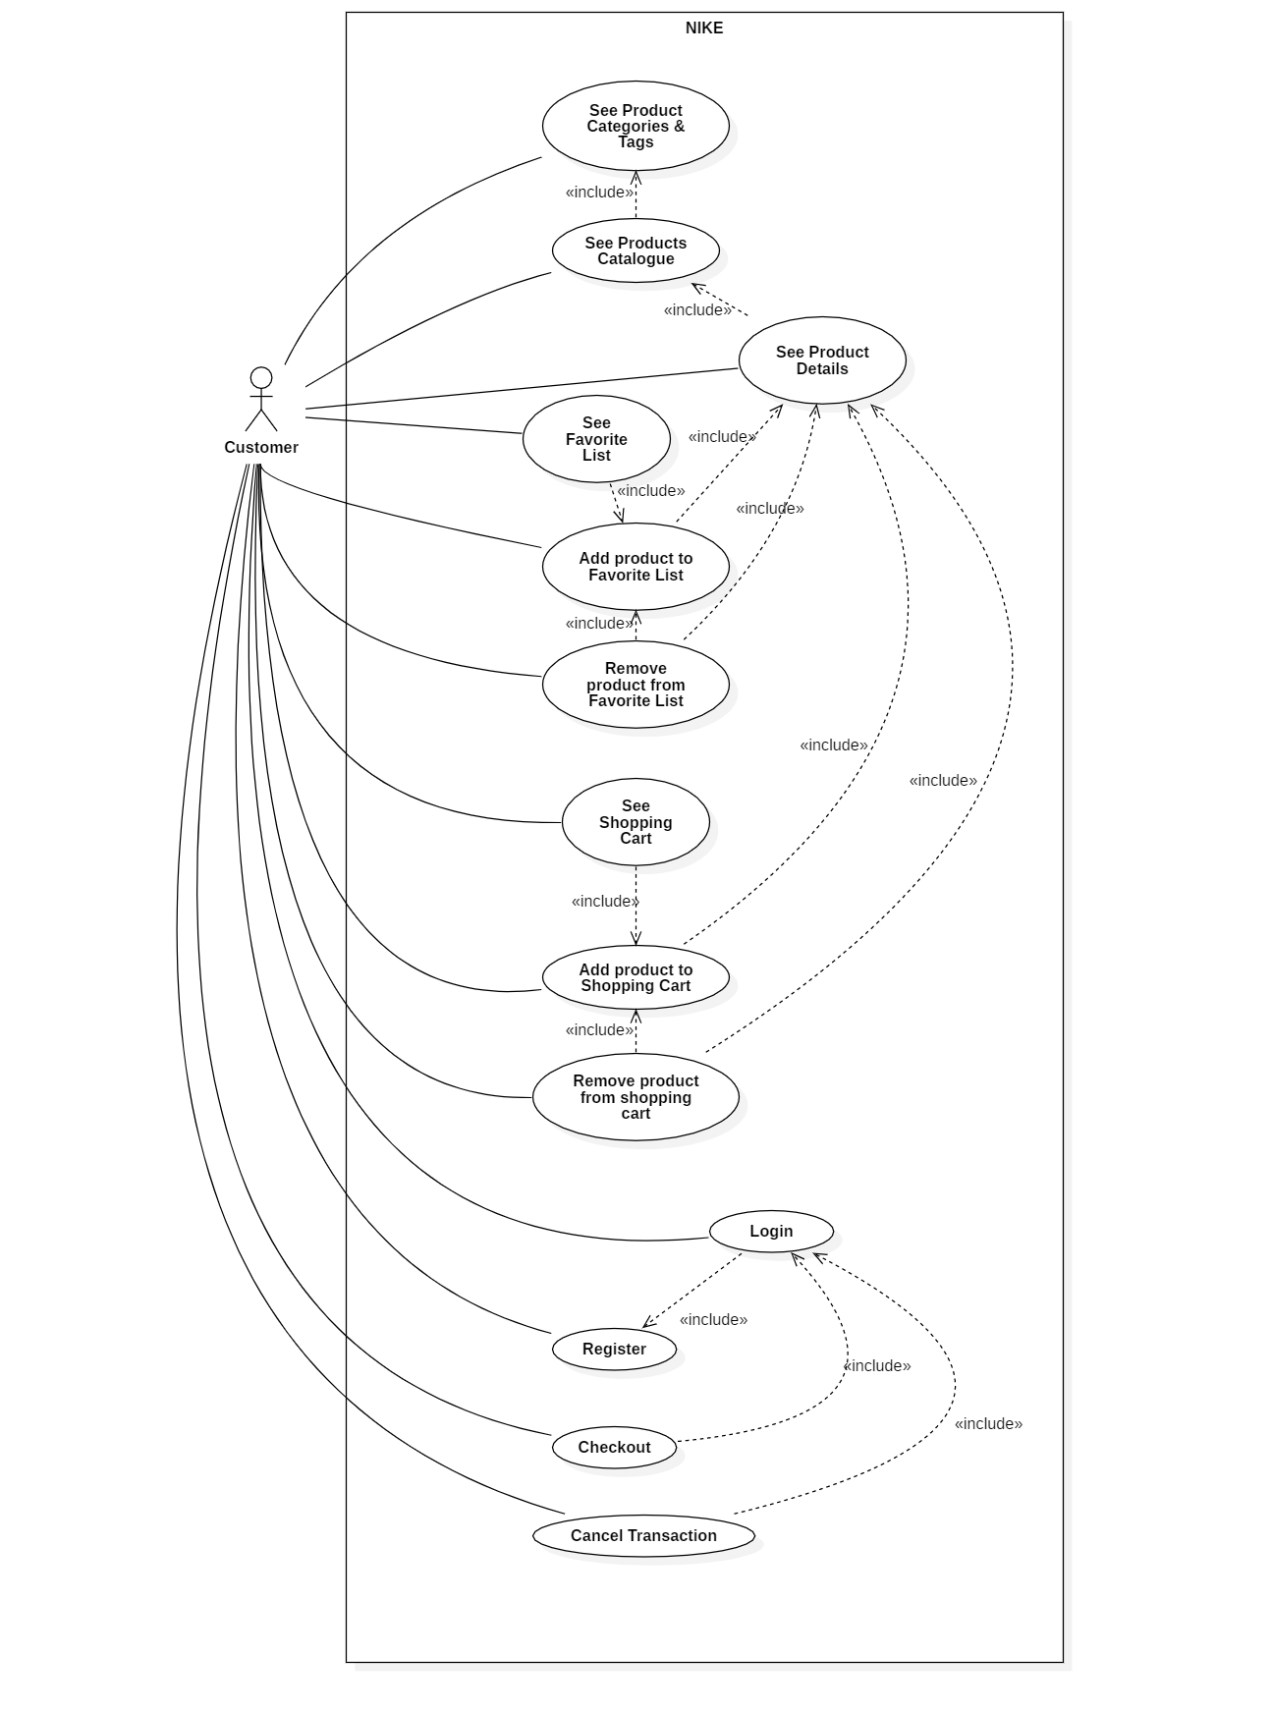 NIKE
See Product
Categories &
Tags
«include»
See Products
Catalogue
«include»
See Product
Details
See
Favorite
List
«include»
Customer
«include»
«include»
Add product to
Favorite List
«include»
Remove
product from
Favorite List
«include»
«include»
See
Shopping
Cart
«include»
Add product to
Shopping Cart
«include»
Remove product
from shopping
cart
Login
«include»
Register
«include»
«include»
Checkout
Cancel Transaction